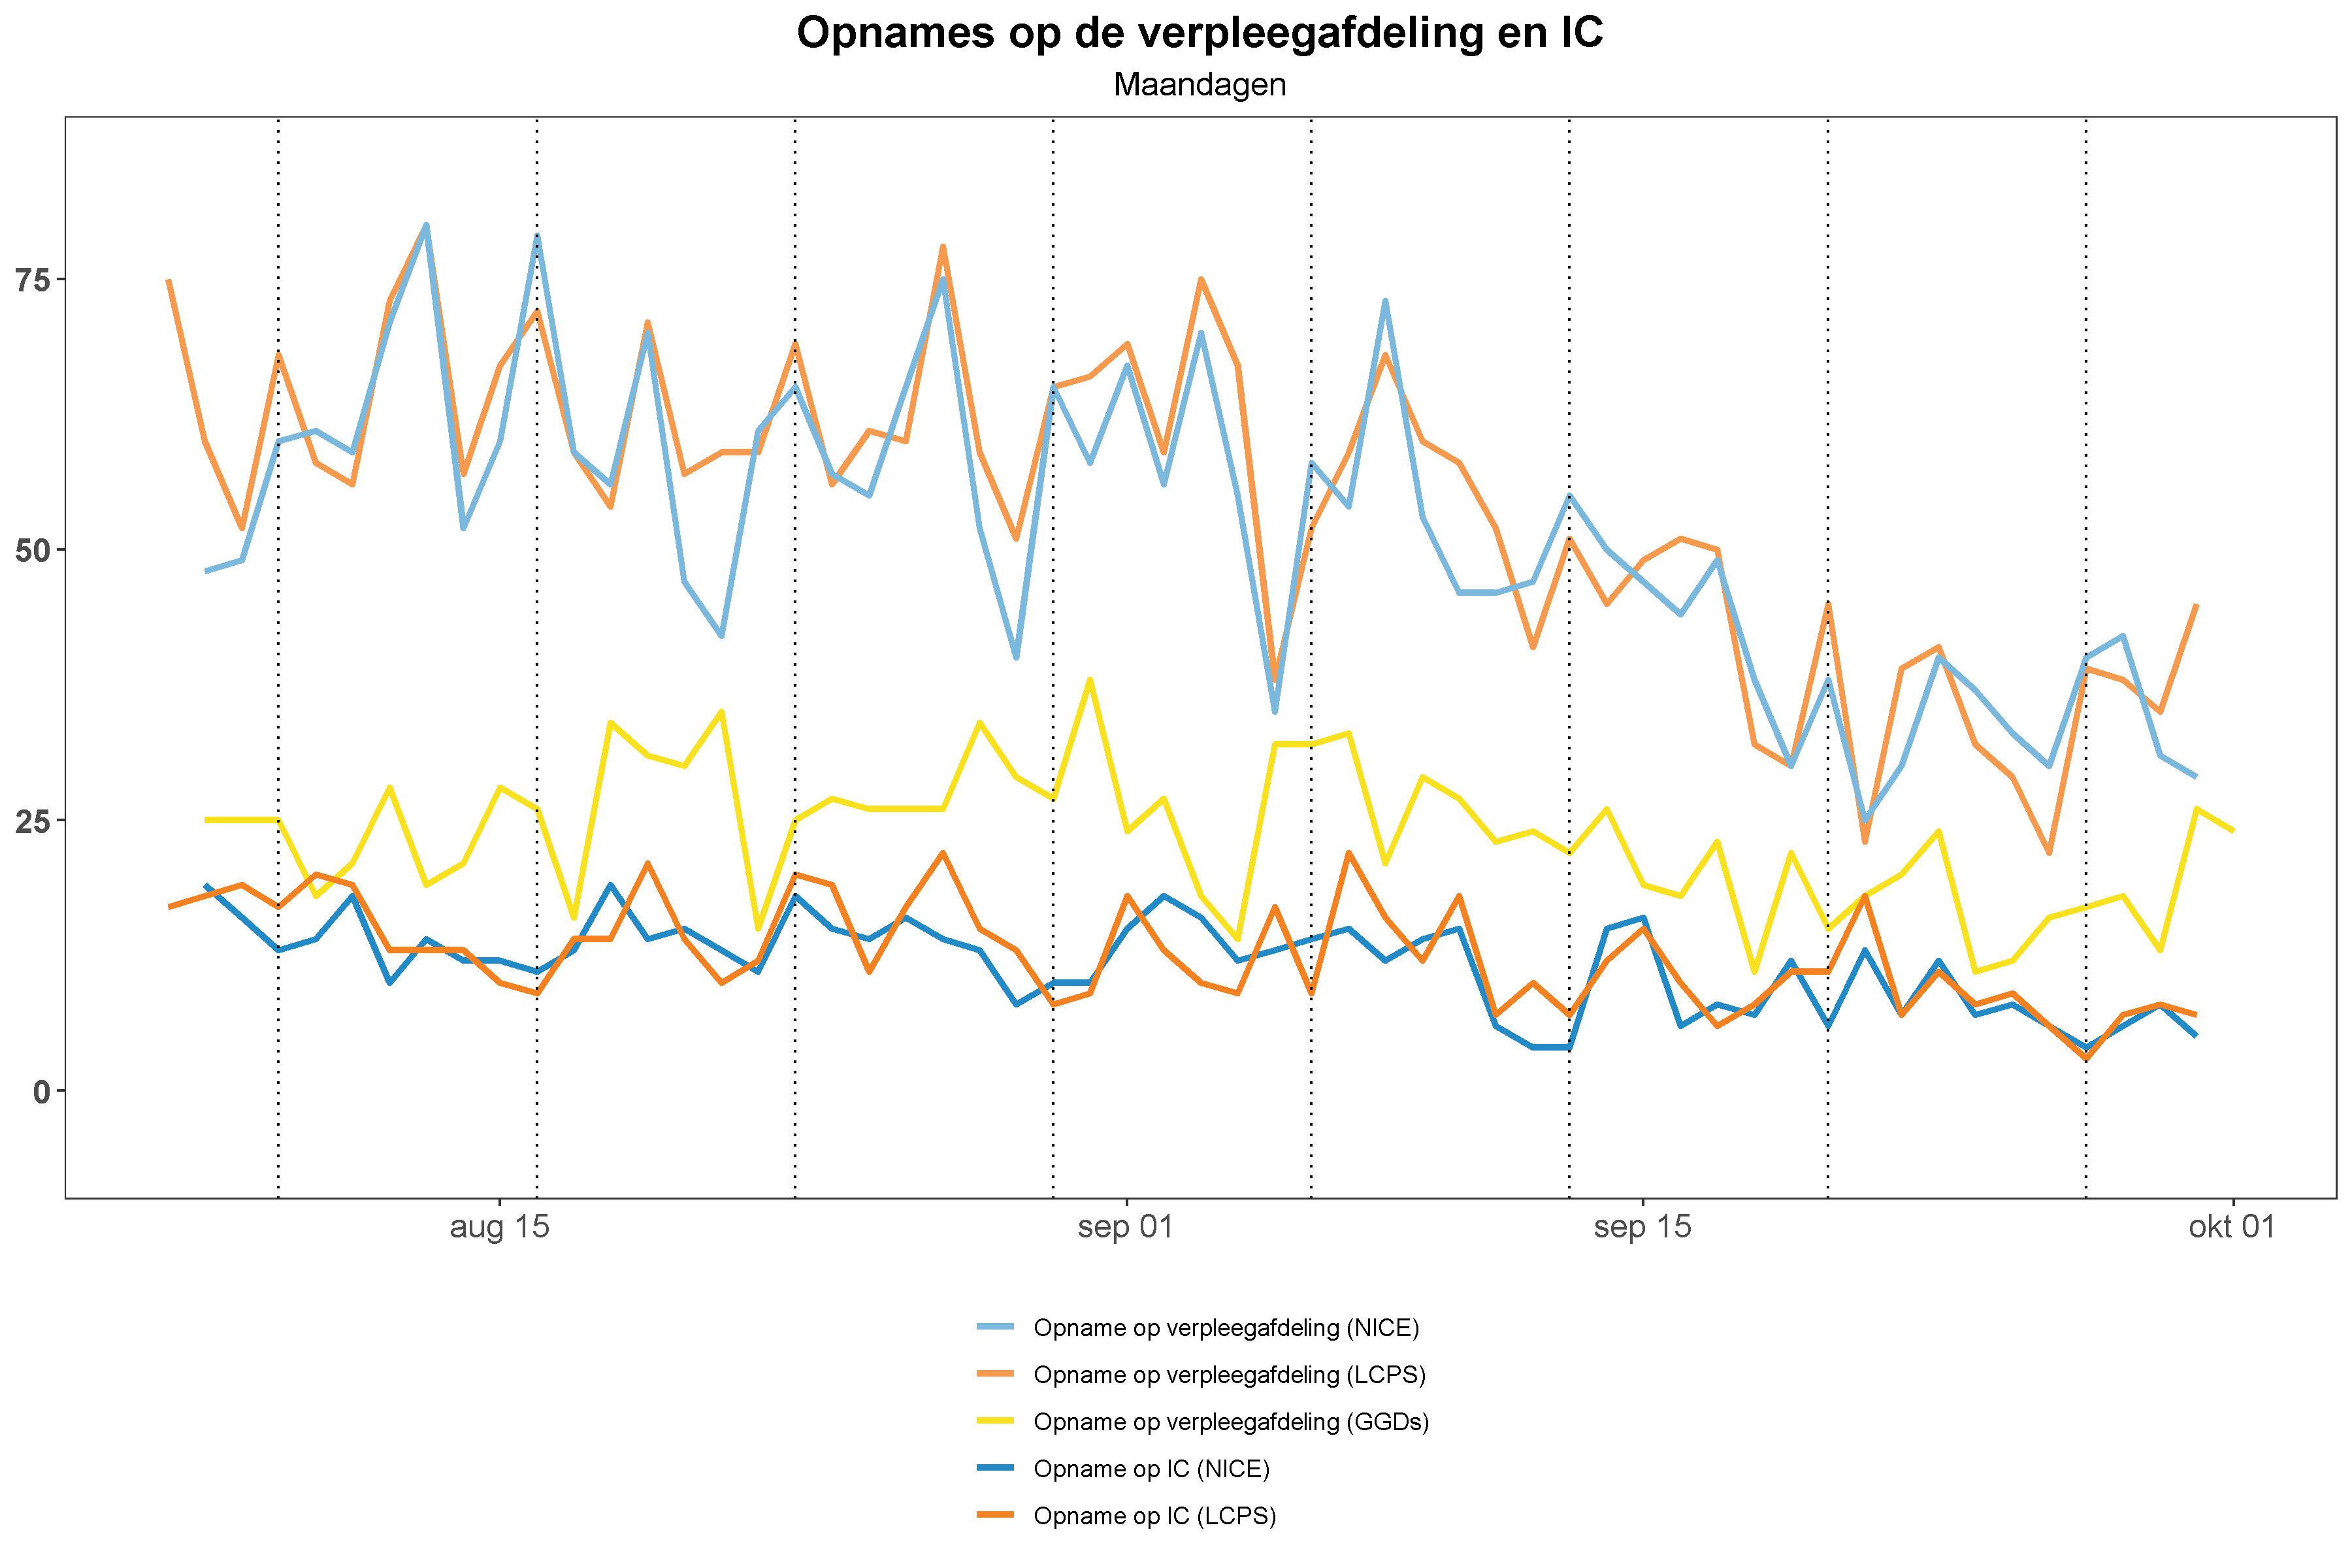 Opnames op de verpleegafdeling en IC
Maandagen
75
50
25
0
aug 15
sep 01
sep 15
okt 01
Opname op verpleegafdeling (NICE)
Opname op verpleegafdeling (LCPS)
Opname op verpleegafdeling (GGDs)
Opname op IC (NICE)
Opname op IC (LCPS)